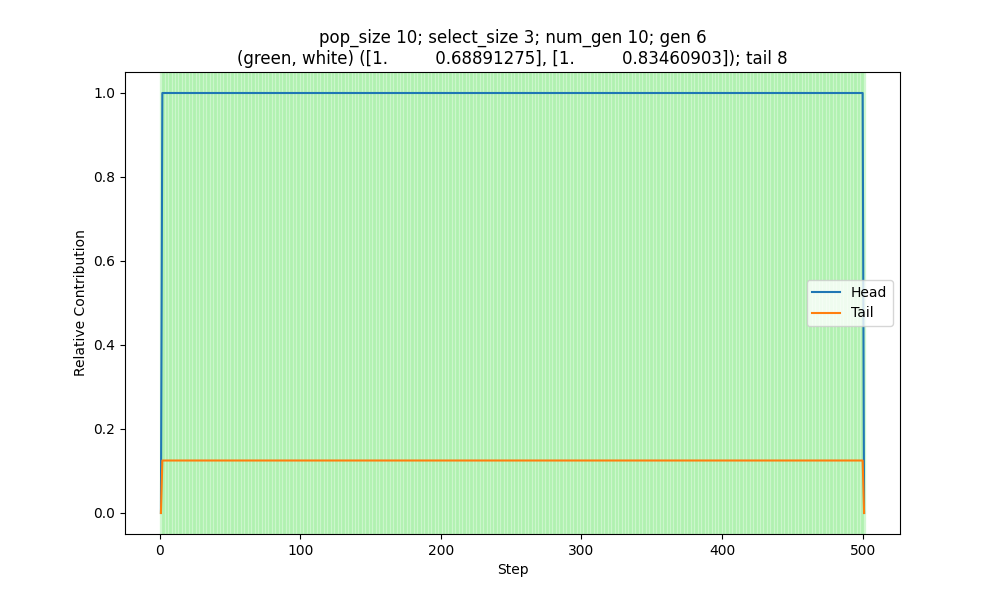 pop_size 10; select_size 3; num_gen 10; gen 6
(green, white) ([1.          0.68891275], [1.          0.83460903]); tail 8
1.0
0.8
0.6
0.4
0.2
0.0
Relative Contribution
Head
Tail
0
100
200
300
400
500
Step